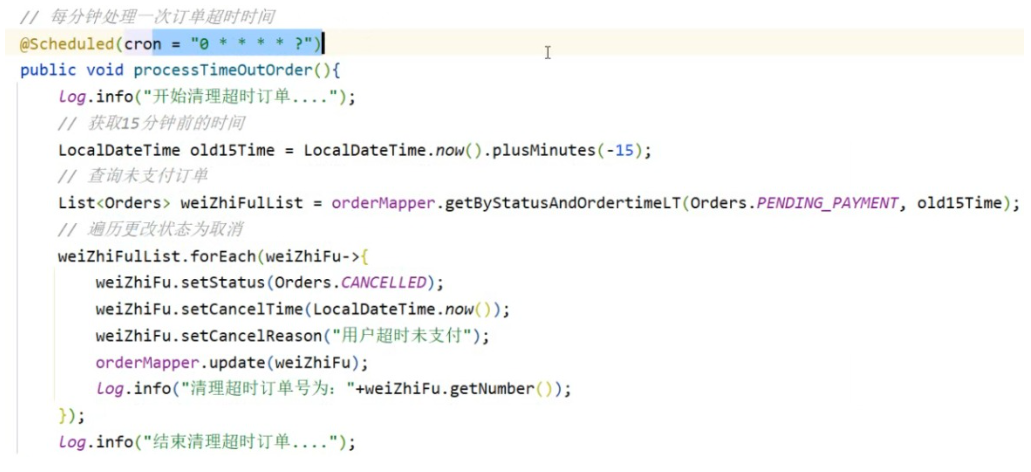 // 每分钟处理一次订单超时时间
@Scheduled(cron = "0 * * * * ?")
public void processTimeOutOrder(){
log.info("开始清理超时订单....");
// 获取15分钟前的时间
LocalDateTime old15Time = LocalDateTime.now().plusMinutes(-15);
// 查询未支付订单
List<Orders> weiZhiFulList = orderMapper.getByStatusAndOrdertimeLT(Orders.PENDING_PAYMENT, old15Time);
// 遍历更改状态为取消
weiZhiFulList.forEach(weiZhiFu->{
weiZhiFu.setStatus(Orders.CANCELLED);
weiZhiFu.setCancelTime(LocalDateTime.now());
weiZhiFu.setCancelReason("用户超时未支付");
orderMapper.update(weiZhiFu);
log.info("清理超时订单号为："+weiZhiFu.getNumber());
});
log.info("结束清理超时订单....");